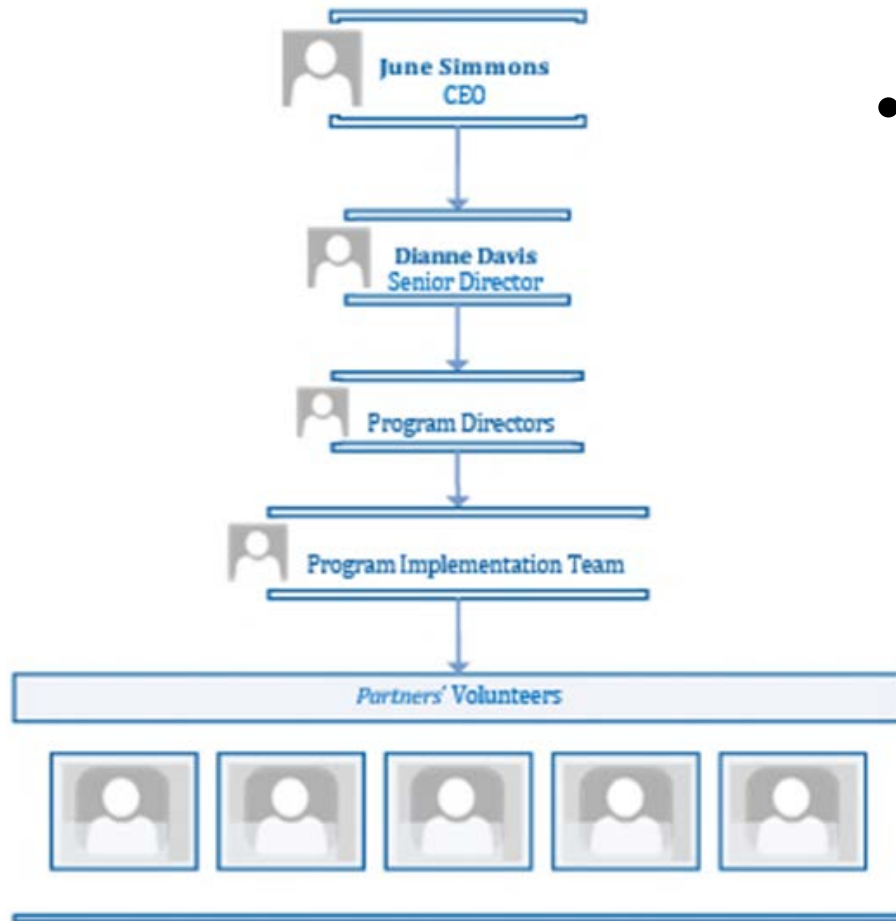 June Simmons
CEO
Dianne Davis
Senior Director
Program Directors
Program Implementation Team
Partners' Volunteers